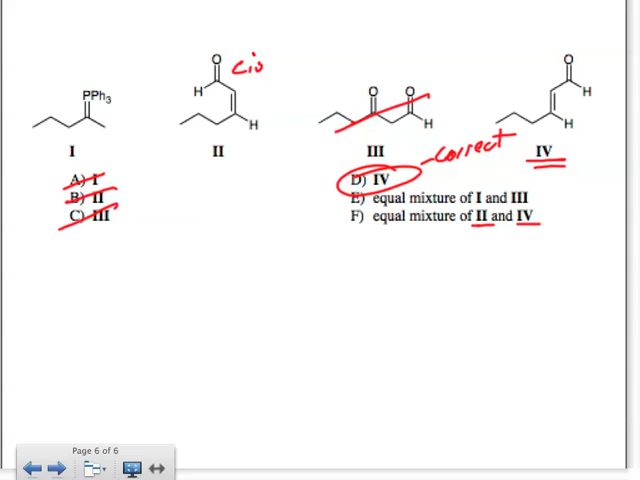 O
cis
H
PPh3
H
I
II
O O
H
III
O
H
H
IV
correct
A) I
B) II
C) III
D) IV
E) equal mixture of I and III
F) equal mixture of II and IV
Page 6 of 6